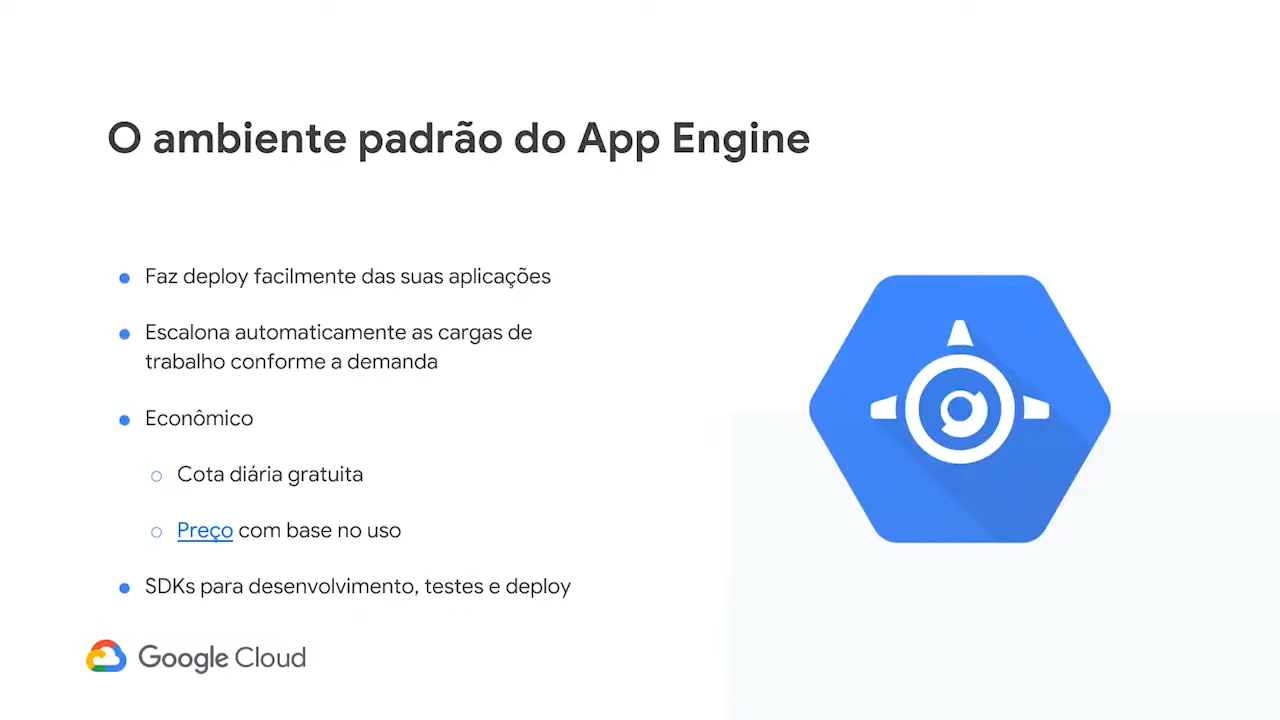 O ambiente padrão do App Engine
Faz deploy facilmente das suas aplicações
Escalona automaticamente as cargas de
trabalho conforme a demanda
Econômico
Cota diária gratuita
Preço com base no uso
SDKs para desenvolvimento, testes e deploy
Google Cloud